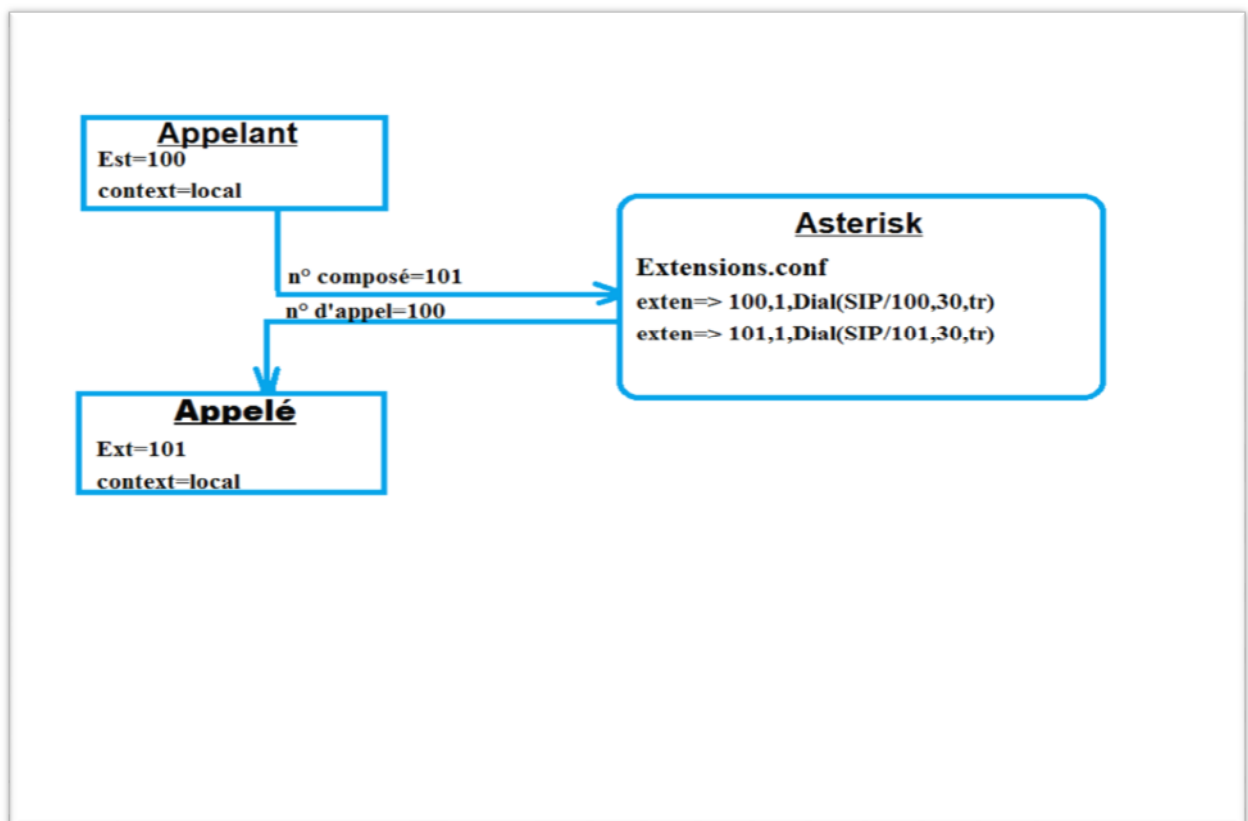 Appelant
Est=100
context=local
n° composé=101
n° d'appel=100
Appelé
Ext=101
context=local
Asterisk
Extensions.conf
exten=> 100,1,Dial(SIP/100,30,tr)
exten=> 101,1,Dial(SIP/101,30,tr)